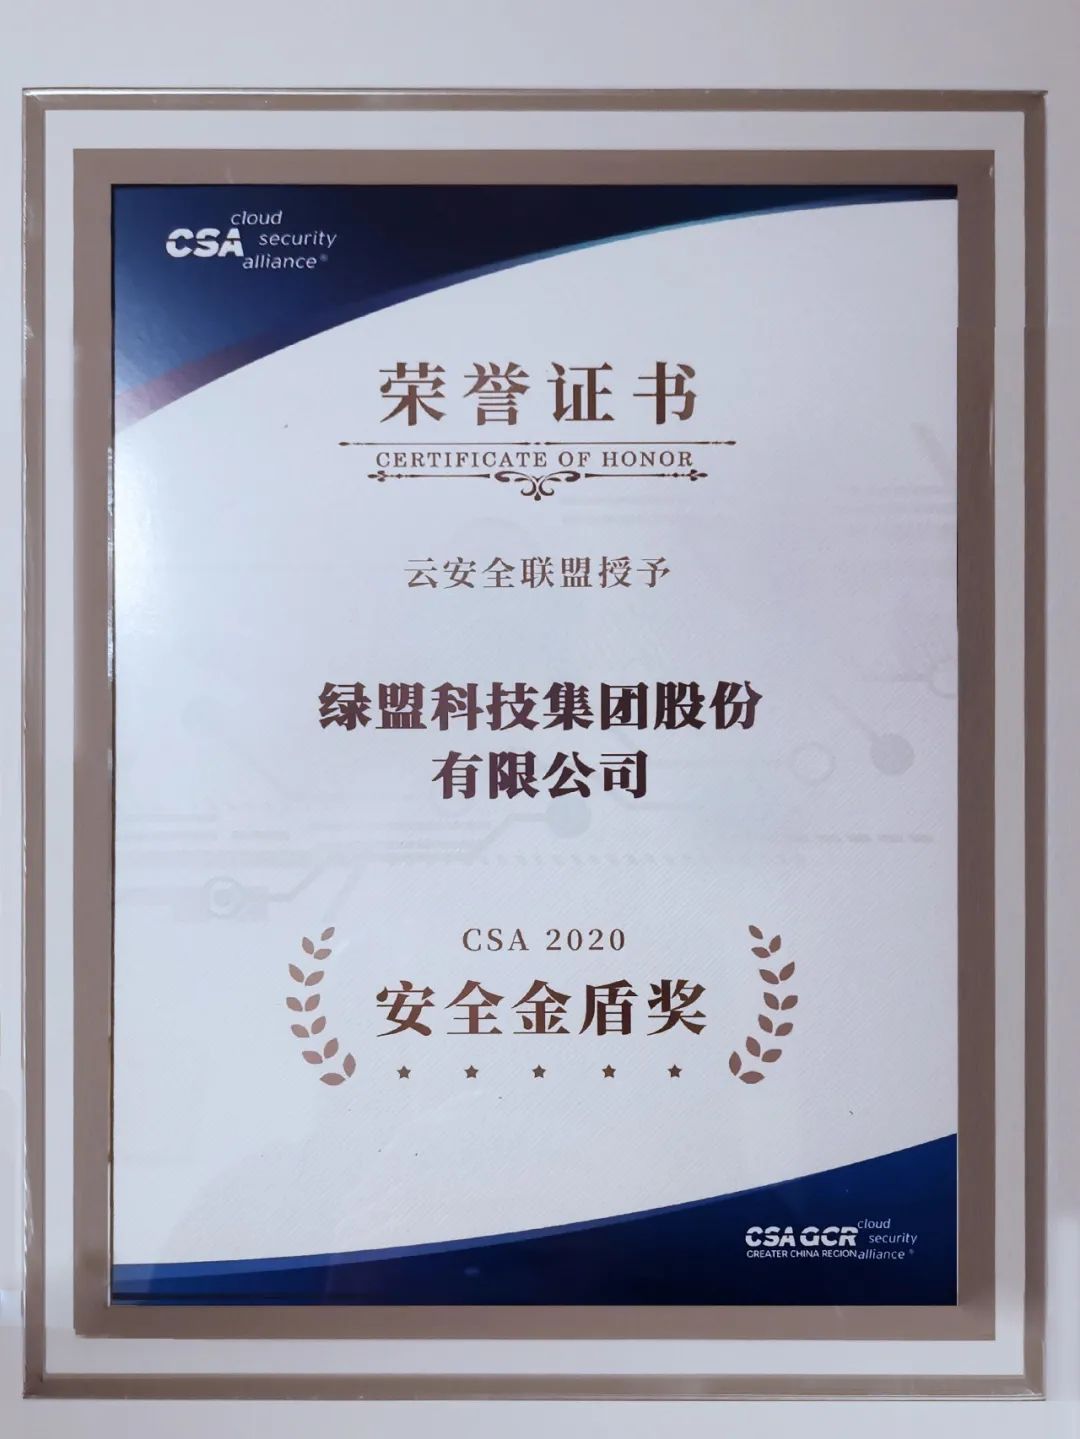 cloud
CSA security
alliance®
荣誉证书
CERTIFICATE OF HONOR
云安全联盟授予
绿盟科技集团股份
有限公司
CSA 2020
安全金盾奖
cloud
CSA GCR security
GREATER CHINA REGION alliance®